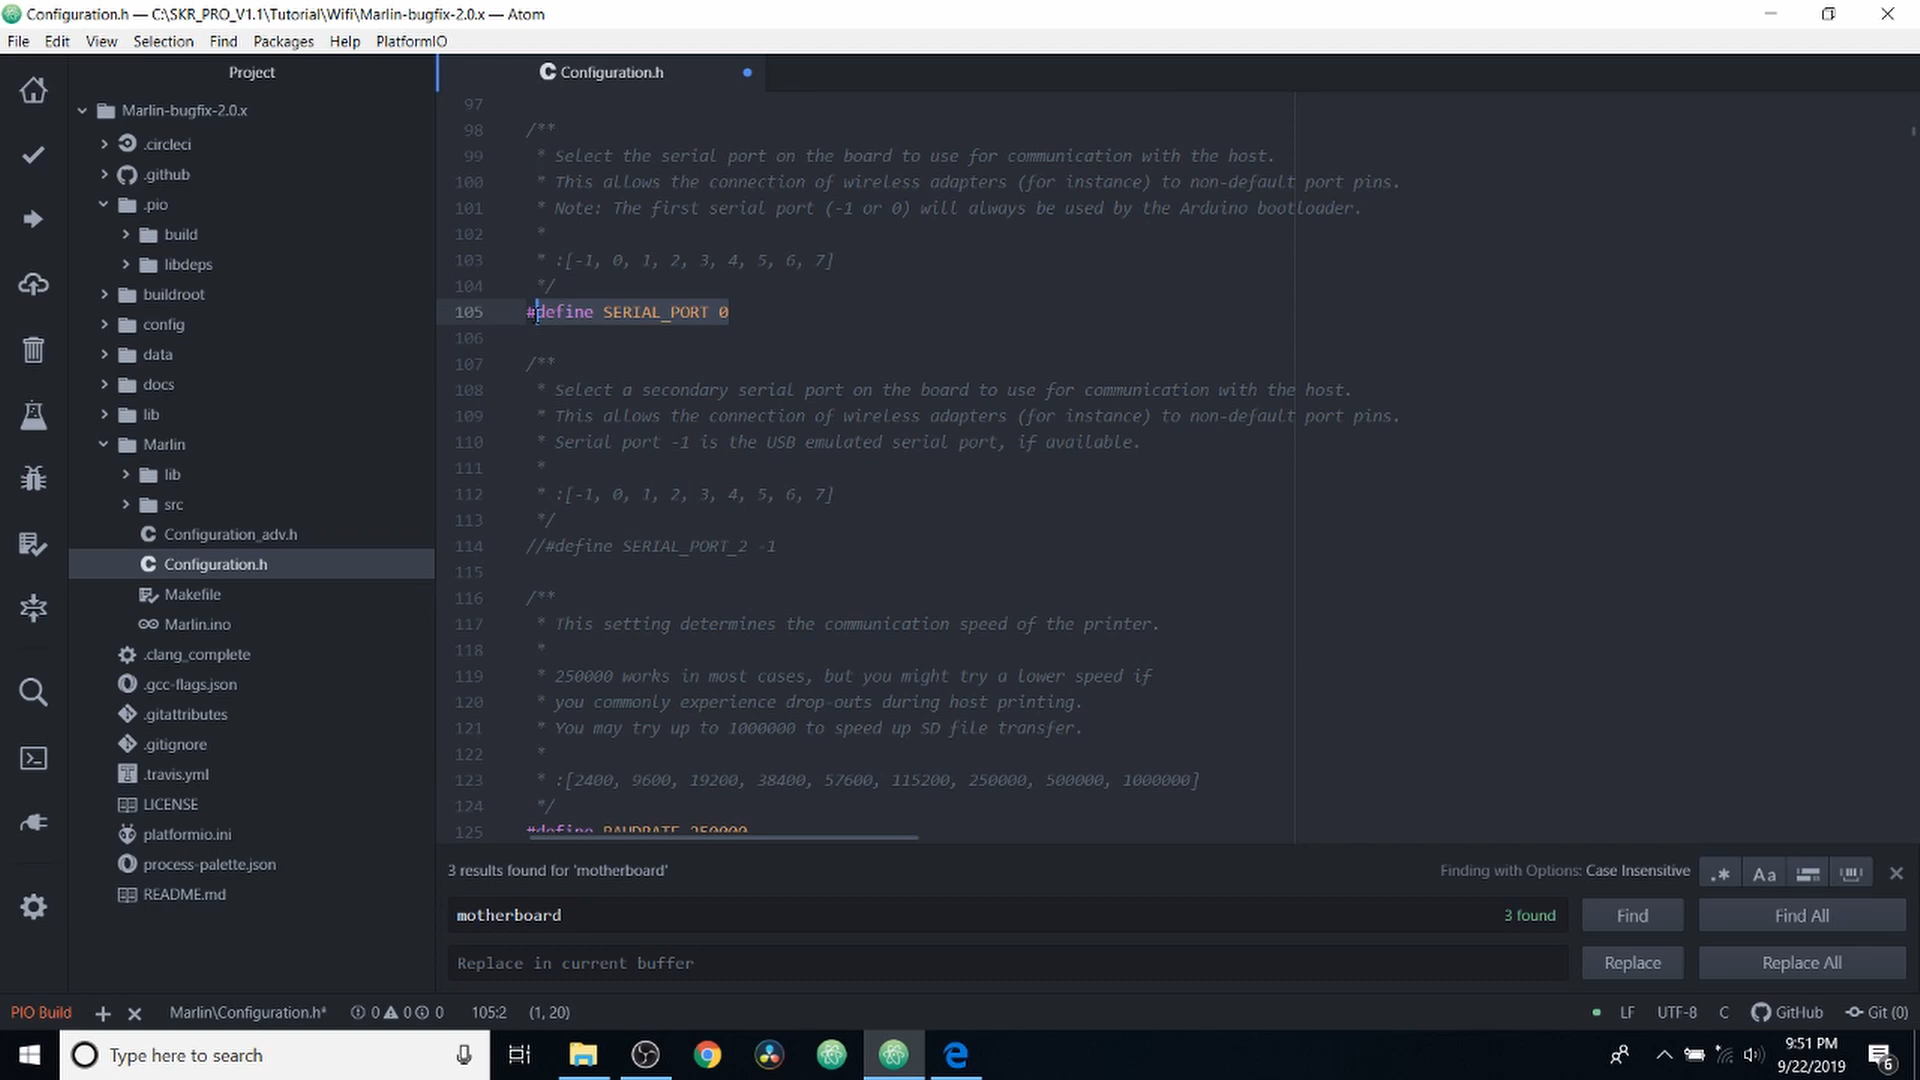 Configuration.h — C:\SKR_PRO_V1.1\Tutorial\Wifi\Marlin-bugfix-2.0.x — Atom
File Edit View Selection Find Packages Help PlatformIO
Project
Marlin-bugfix-2.0.x
.circleci
.github
.pio
build
libdeps
buildroot
config
data
docs
lib
Marlin
lib
src
Configuration_adv.h
Configuration.h
Makefile
Marlin.ino
.clang_complete
.gcc-flags.json
.gitattributes
.gitignore
.travis.yml
LICENSE
platformio.ini
process-palette.json
README.md
Configuration.h
97
98 /**
99 * Select the serial port on the board to use for communication with the host.
100 * This allows the connection of wireless adapters (for instance) to non-default port pins.
101 * Note: The first serial port (-1 or 0) will always be used by the Arduino bootloader.
102 *
103 * :[-1, 0, 1, 2, 3, 4, 5, 6, 7]
104 */
105 #define SERIAL_PORT 0
106
107 /**
108 * Select a secondary serial port on the board to use for communication with the host.
109 * This allows the connection of wireless adapters (for instance) to non-default port pins.
110 * Serial port -1 is the USB emulated serial port, if available.
111 *
112 * :[-1, 0, 1, 2, 3, 4, 5, 6, 7]
113 */
114 //#define SERIAL_PORT_2 -1
115
116 /**
117 * This setting determines the communication speed of the printer.
118 *
119 * 250000 works in most cases, but you might try a lower speed if
120 * you commonly experience drop-outs during host printing.
121 * You may try up to 1000000 to speed up SD file transfer.
122 *
123 * :[2400, 9600, 19200, 38400, 57600, 115200, 250000, 500000, 1000000]
124 */
125 #define BAUDRATE 250000
3 results found for 'motherboard'
Finding with Options: Case Insensitive
.* Aa
motherboard
3 found
Find
Find All
Replace in current buffer
Replace
Replace All
PIO Build
Marlin\Configuration.h* 0 0 0 105:2 (1, 20)
LF UTF-8 C GitHub Git (0)
Type here to search
9:51 PM
9/22/2019
6